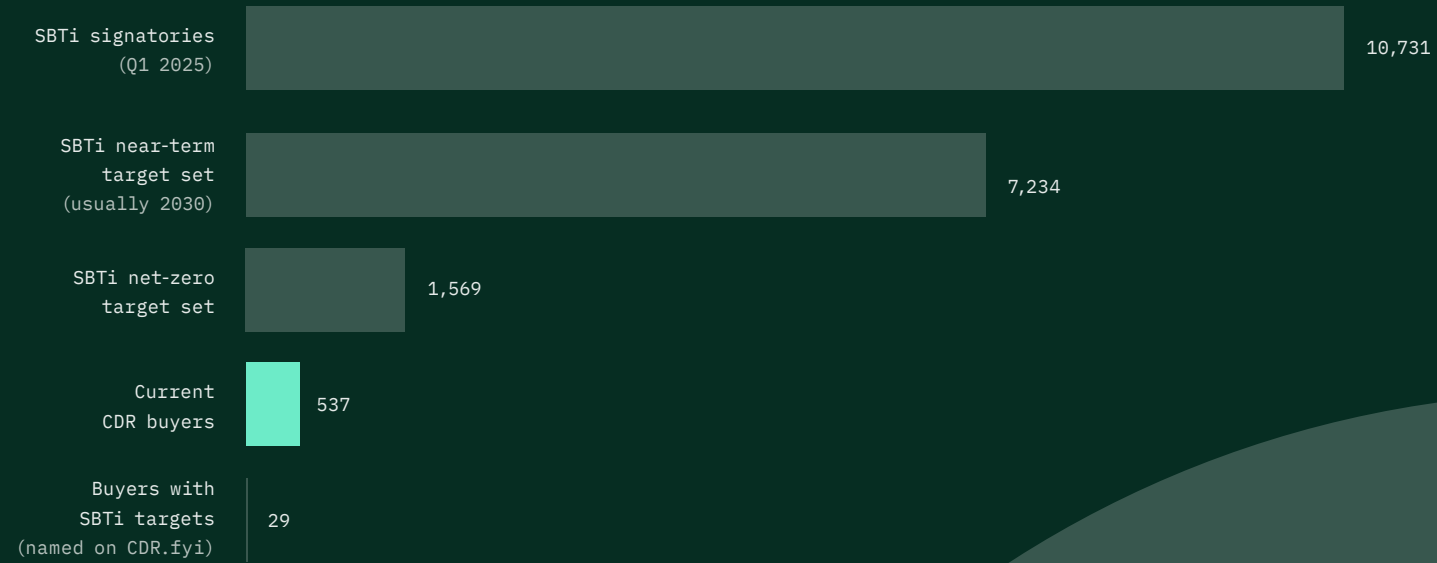 SBTi signatories
(Q1 2025)
10,731
SBTi near-term
target set
(usually 2030)
7,234
SBTi net-zero
target set
1,569
Current
CDR buyers
537
Buyers with
SBTi targets
(named on CDR.fyi)
29